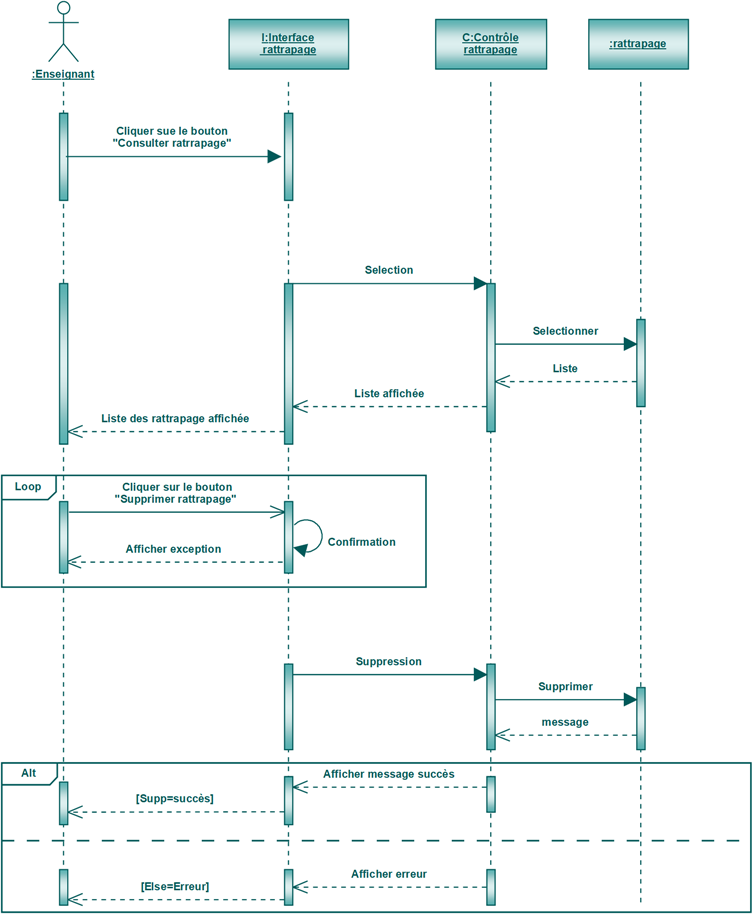 :Enseignant
I:Interface
rattrapage
C:Contrôle
rattrapage
:rattrapage
Cliquer sue le bouton
"Consulter ratrrapage"
Selection
Selectionner
Liste
Liste affichée
Liste des rattrapage affichée
Loop
Cliquer sur le bouton
"Supprimer rattrapage"
Confirmation
Afficher exception
Suppression
Supprimer
message
Alt
Afficher message succès
[Supp=succès]
Afficher erreur
[Else=Erreur]